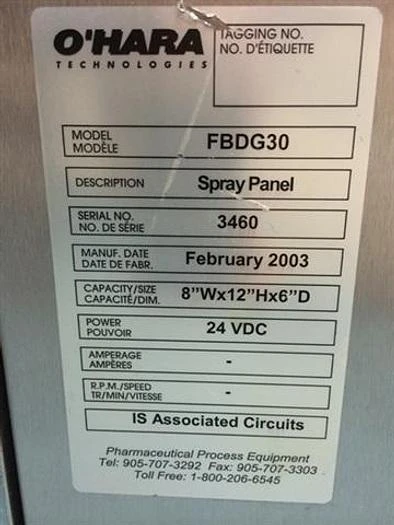 O'HARA
TECHNOLOGIES
TAGGING NO.
NO. D'ÉTIQUETTE
MODEL
MODÈLE
FBDG30
DESCRIPTION
Spray Panel
SERIAL NO.
NO. DE SÉRIE
3460
MANUF. DATE
DATE DE FABR.
February 2003
CAPACITY/SIZE
CAPACITÉ/DIM.
8"Wx12"Hx6"D
POWER
POUVOIR
24 VDC
AMPERAGE
AMPÈRES
-
R.P.M./SPEED
TR/MIN/VITESSE
-
IS Associated Circuits
Pharmaceutical Process Equipment
Tel: 905-707-3292 Fax: 905-707-3303
Toll Free: 1-800-206-6545